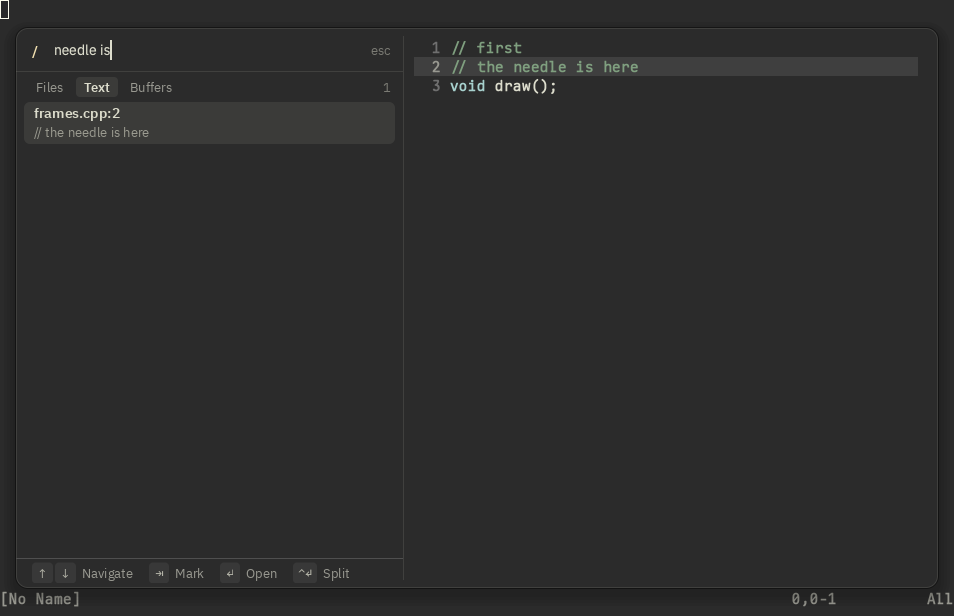 / needle is esc
Files Text Buffers 1
frames.cpp:2
// the needle is here
1 // first
2 // the needle is here
3 void draw();
↑ ↓ Navigate ⇥ Mark ↵ Open ^↵ Split
[No Name] 0,0-1 All